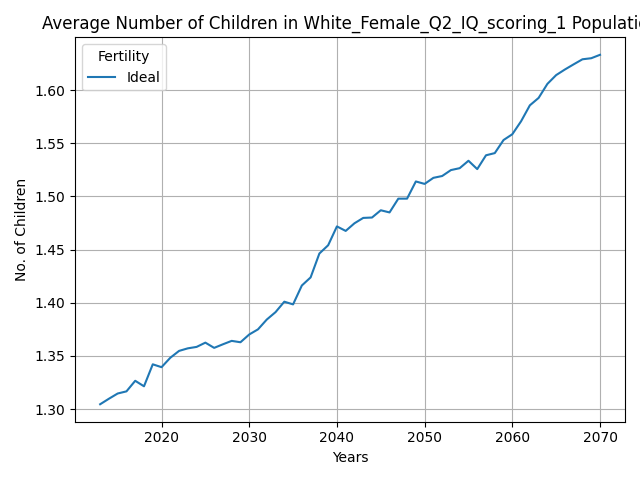 Average Number of Children in White_Female_Q2_IQ_scoring_1 Populatio
Fertility
Ideal
No. of Children
1.60
1.55
1.50
1.45
1.40
1.35
1.30
2020 2030 2040 2050 2060 2070
Years